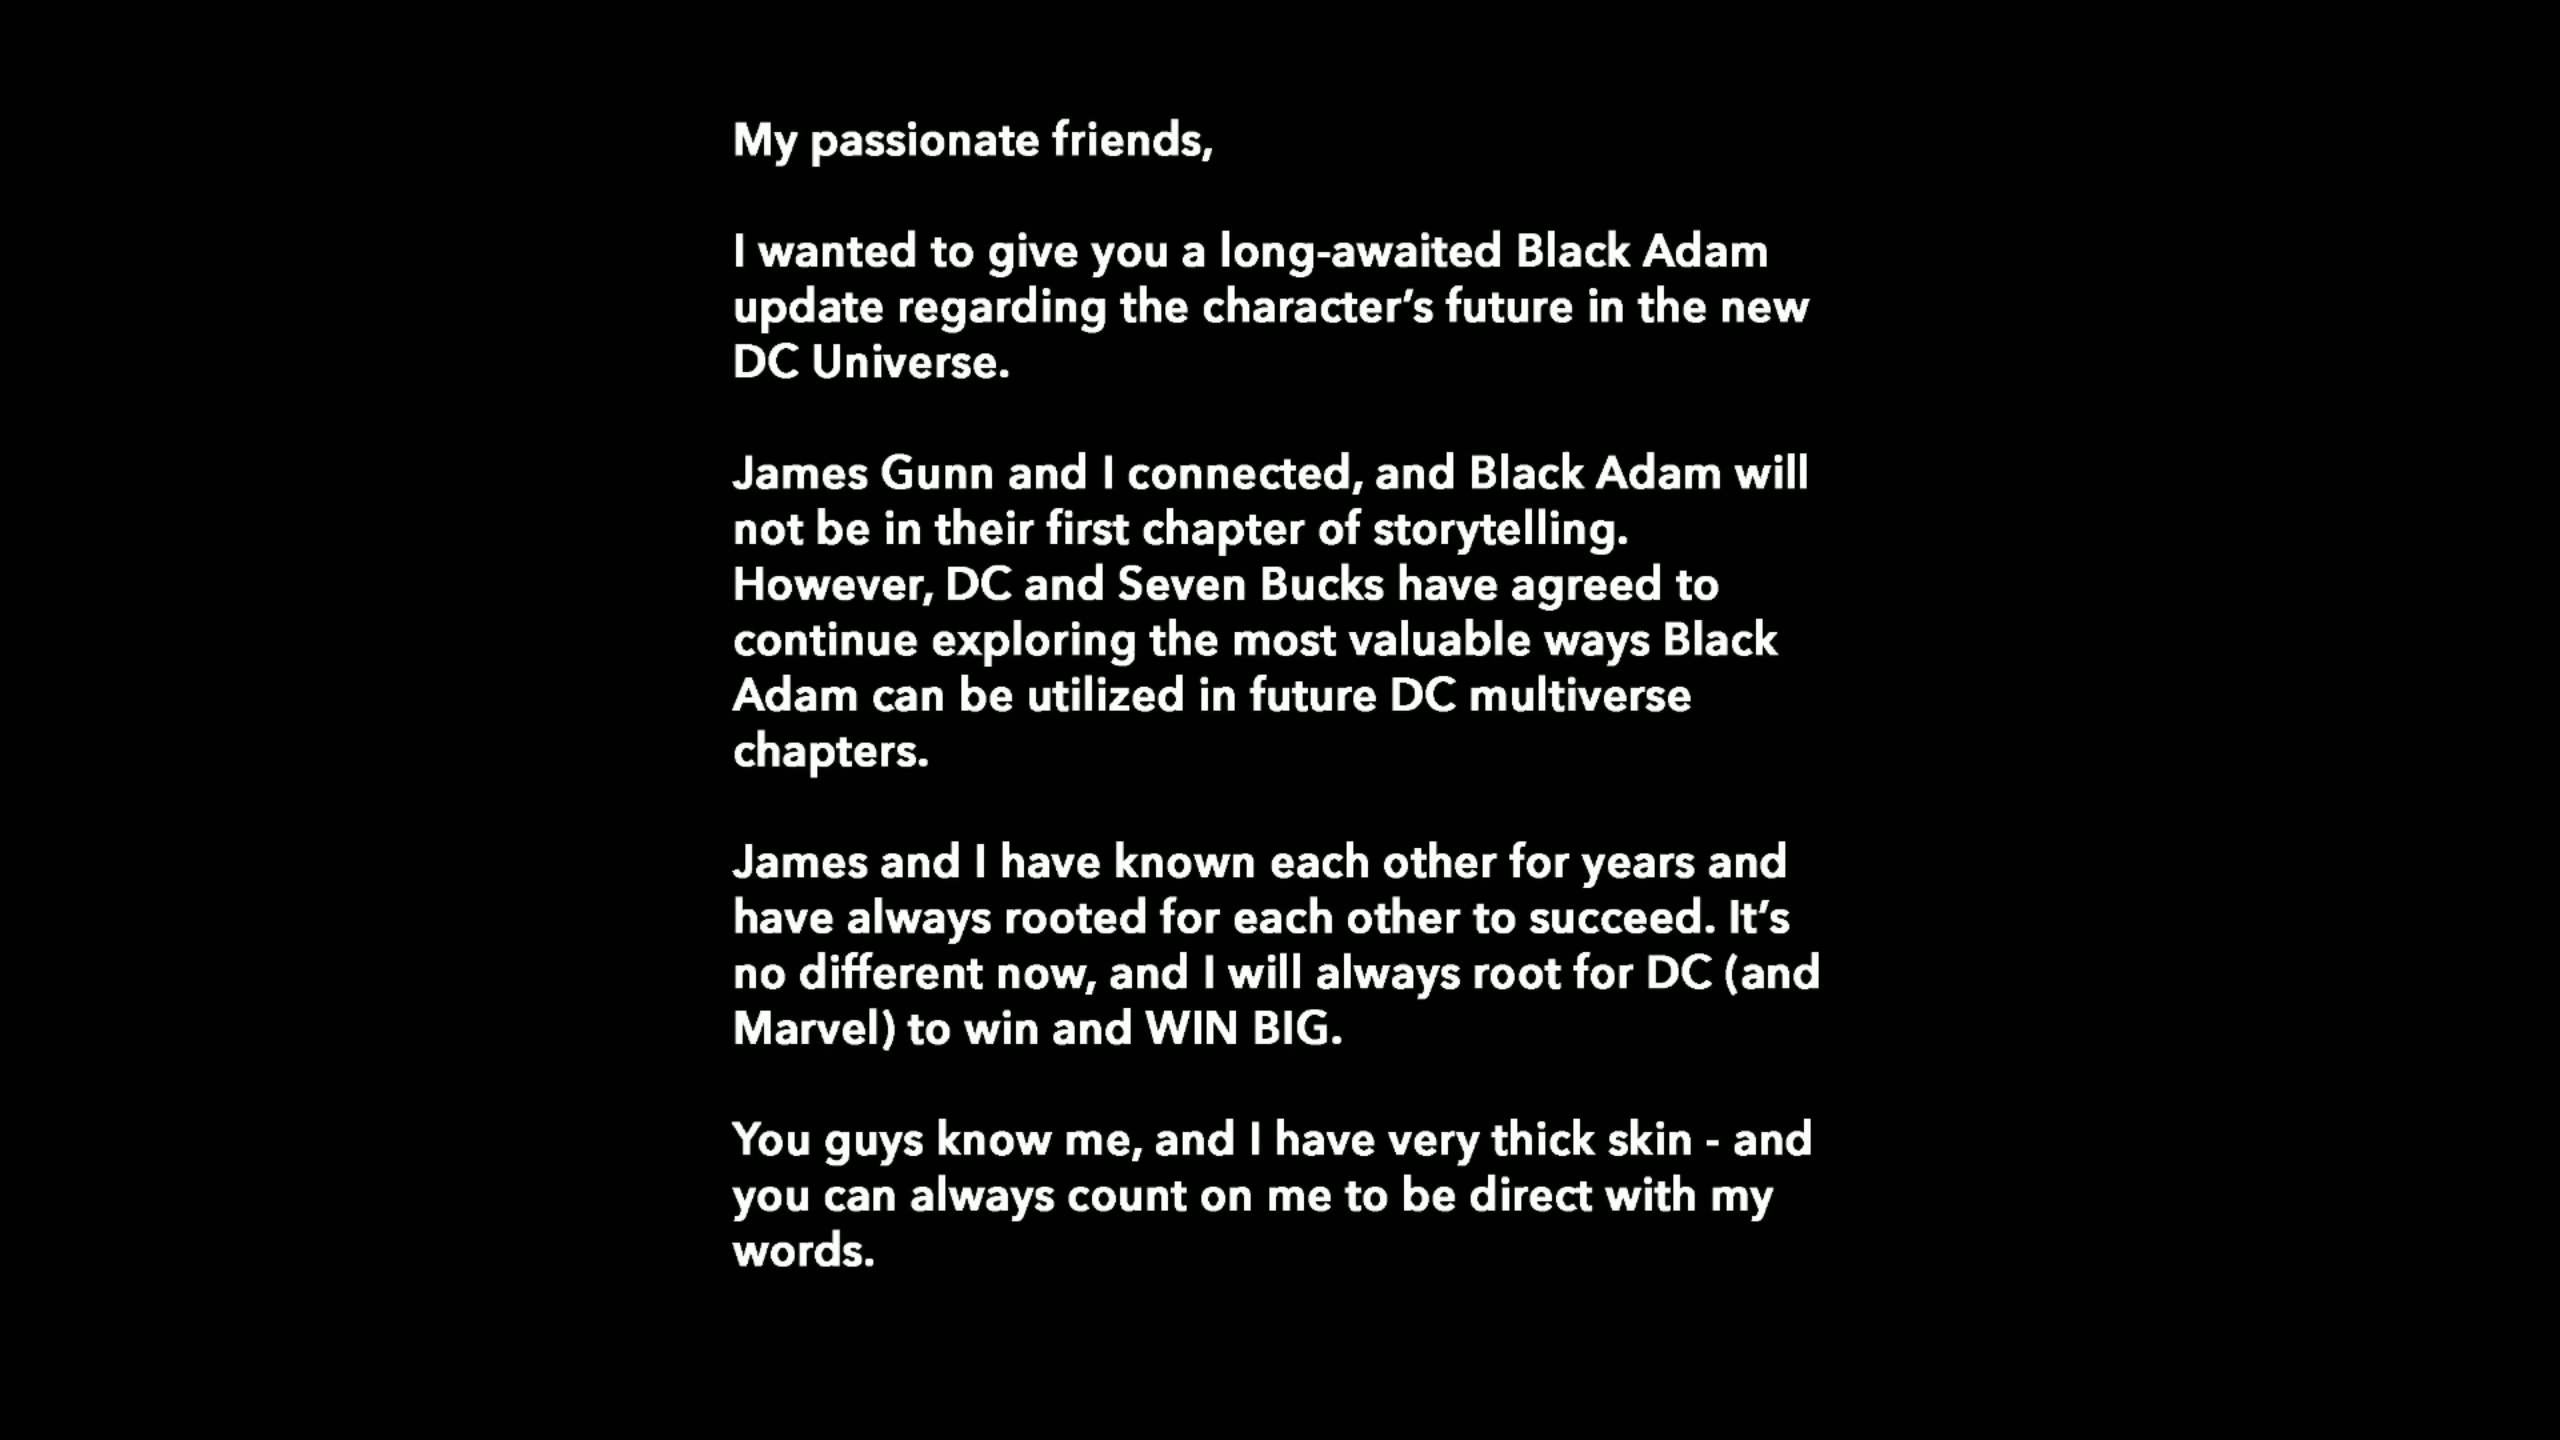 My passionate friends,
I wanted to give you a long-awaited Black Adam
update regarding the character’s future in the new
DC Universe.
James Gunn and I connected, and Black Adam will
not be in their first chapter of storytelling.
However, DC and Seven Bucks have agreed to
continue exploring the most valuable ways Black
Adam can be utilized in future DC multiverse
chapters.
James and I have known each other for years and
have always rooted for each other to succeed. It’s
no different now, and I will always root for DC (and
Marvel) to win and WIN BIG.
You guys know me, and I have very thick skin - and
you can always count on me to be direct with my
words.